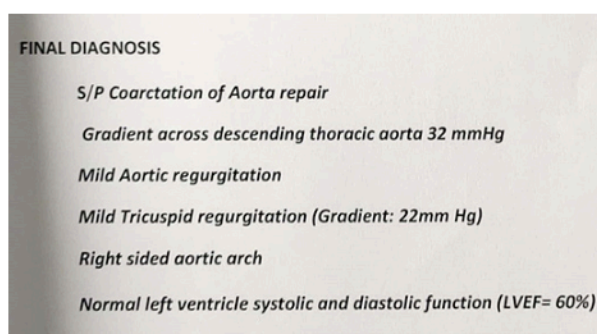 FINAL DIAGNOSIS
S/P Coarctation of Aorta repair
Gradient across descending thoracic aorta 32 mmHg
Mild Aortic regurgitation
Mild Tricuspid regurgitation (Gradient: 22mm Hg)
Right sided aortic arch
Normal left ventricle systolic and diastolic function (LVEF= 60%)